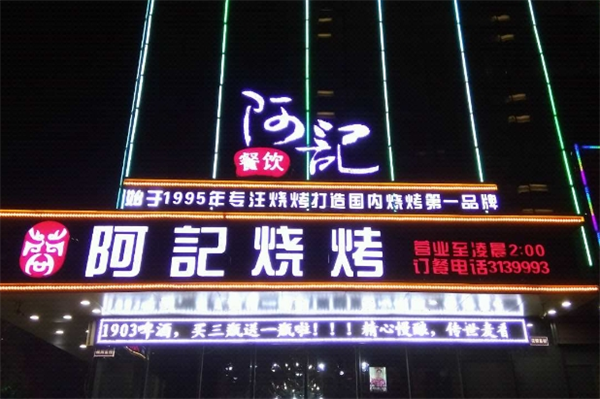 阿記
餐饮
始于1995年专注烧烤打造国内烧烤第一品牌
阿記烧烤
营业至凌晨2:00
订餐电话3139993
1903啤酒，买三瓶送一瓶啦！！！精心慢酿，传世麦香